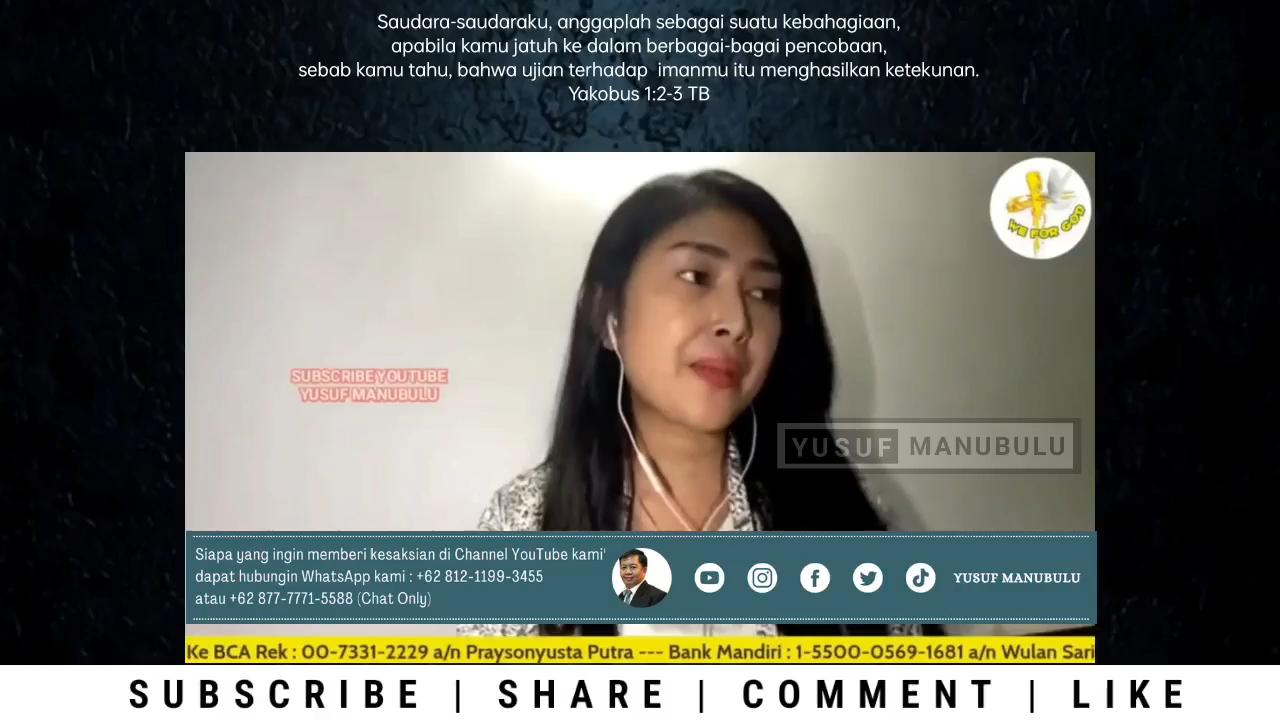 Saudara-saudaraku, anggaplah sebagai suatu kebahagiaan,
apabila kamu jatuh ke dalam berbagai-bagai pencobaan,
sebab kamu tahu, bahwa ujian terhadap imanmu itu menghasilkan ketekunan.
Yakobus 1:2-3 TB
WE FOR GOD
SUBSCRIBE YOUTUBE
YUSUF MANUBULU
YUSUF MANUBULU
Siapa yang ingin memberi kesaksian di Channel YouTube kami'
dapat hubungin WhatsApp kami : +62 812-1199-3455
atau +62 877-7771-5588 (Chat Only)
YUSUF MANUBULU
Ke BCA Rek : 00-7331-2229 a/n Praysonyusta Putra --- Bank Mandiri : 1-5500-0569-1681 a/n Wulan Sari
SUBSCRIBE | SHARE | COMMENT | LIKE